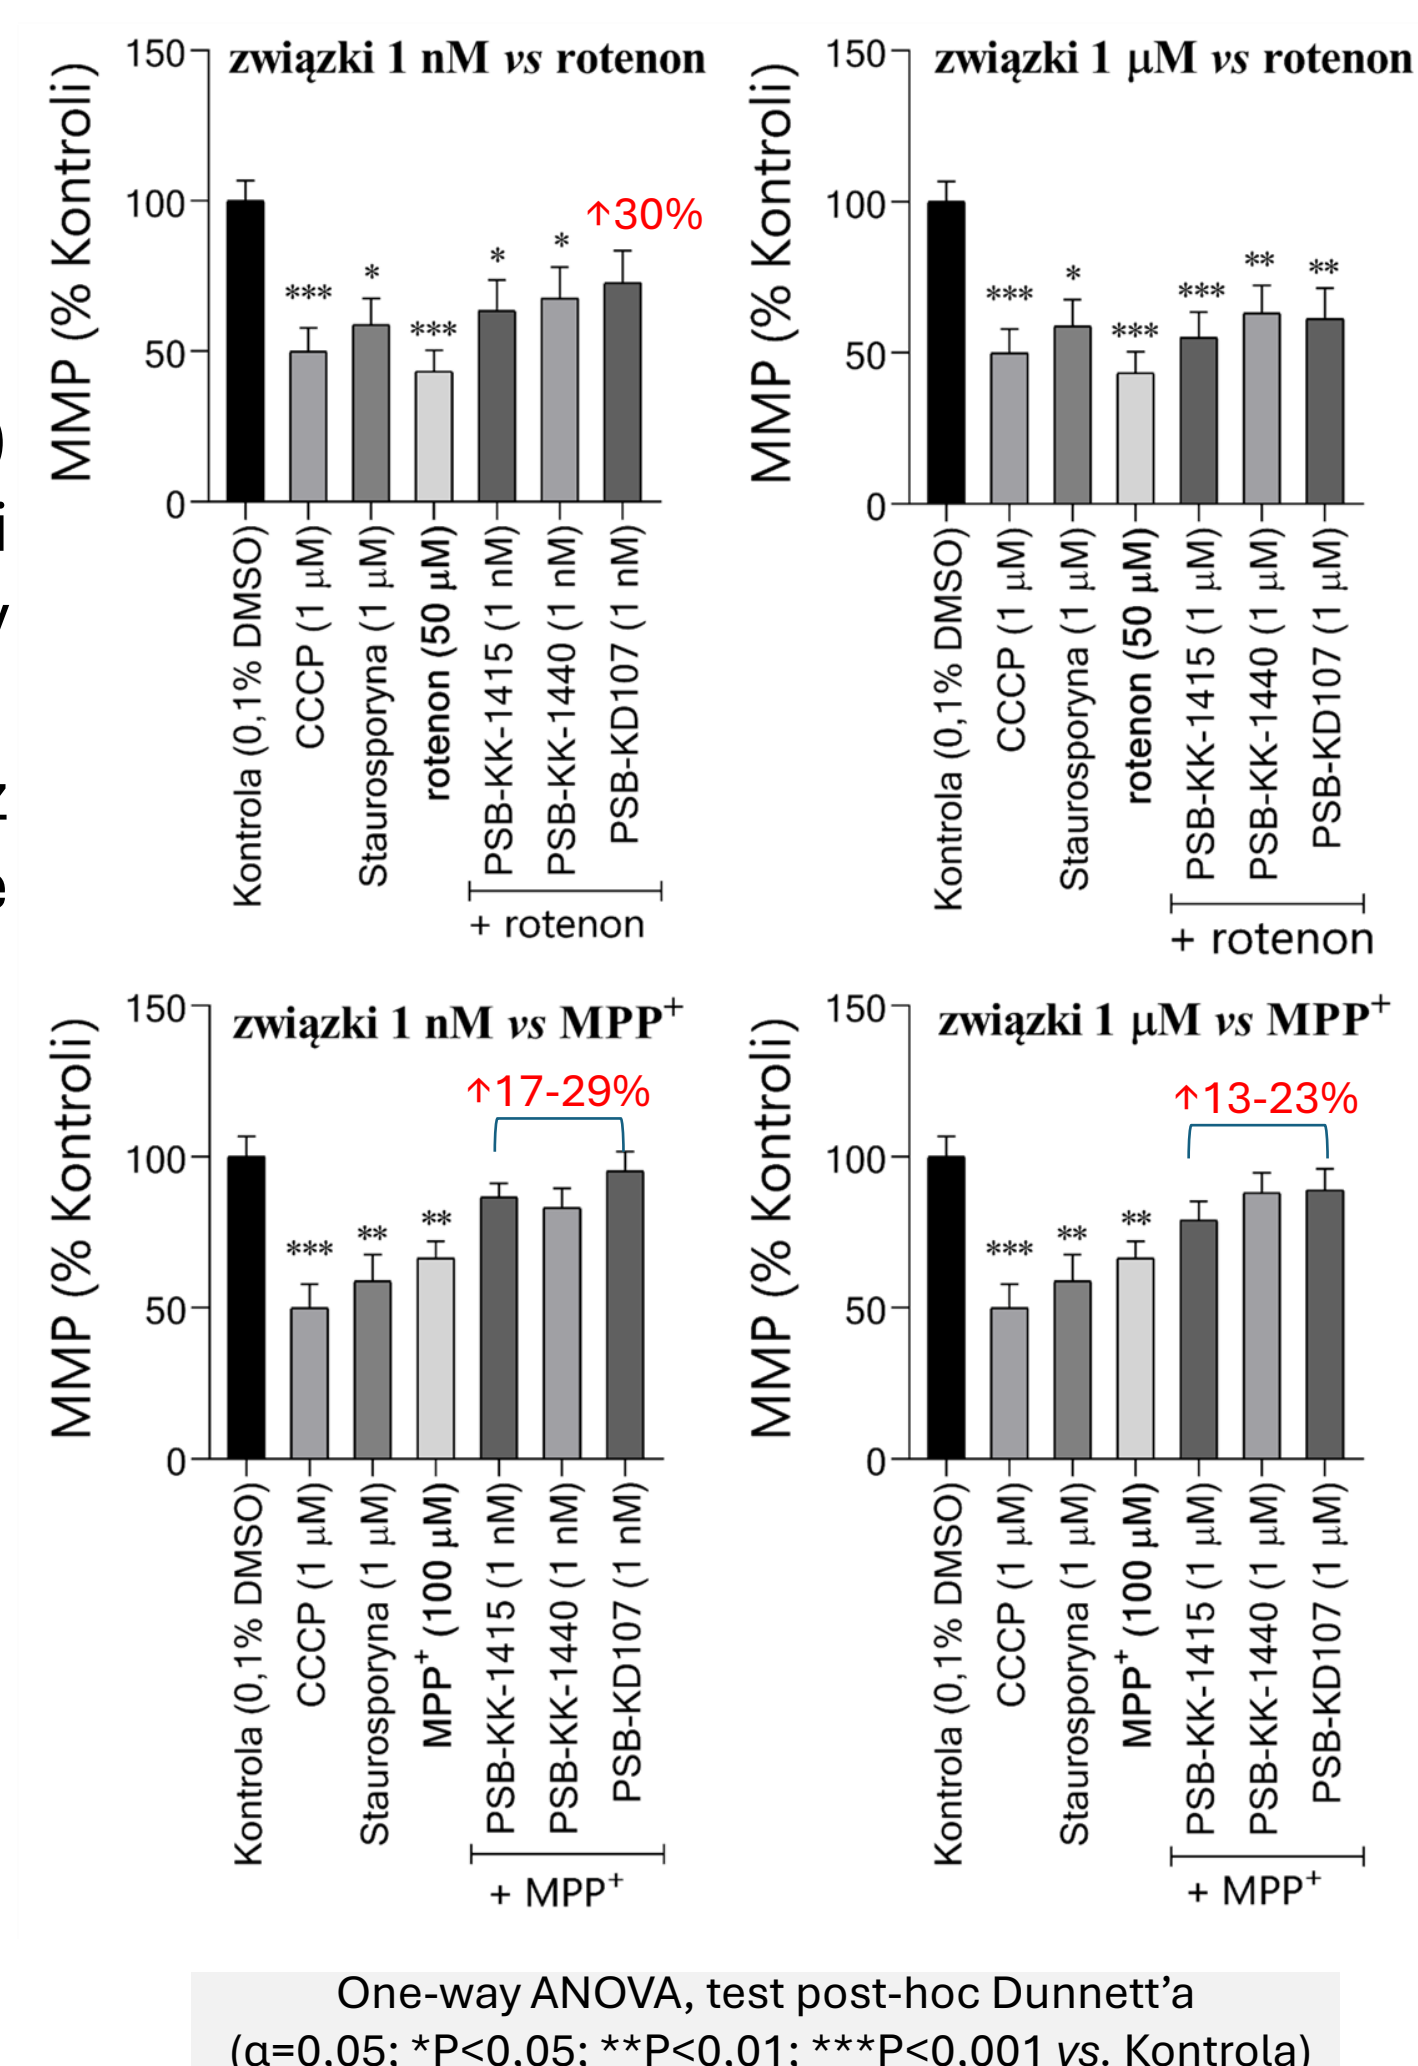 związki 1 nM vs rotenon
MMP (% Kontroli)
150
100
50
0
***
*
***
*
*
↑30%
Kontrola (0,1% DMSO)
CCCP (1 μM)
Staurosporyna (1 μM)
rotenon (50 μM)
PSB-KK-1415 (1 nM)
PSB-KK-1440 (1 nM)
PSB-KD107 (1 nM)
+ rotenon
związki 1 μM vs rotenon
MMP (% Kontroli)
150
100
50
0
***
*
***
***
**
**
Kontrola (0,1% DMSO)
CCCP (1 μM)
Staurosporyna (1 μM)
rotenon (50 μM)
PSB-KK-1415 (1 μM)
PSB-KK-1440 (1 μM)
PSB-KD107 (1 μM)
+ rotenon
)
i
y
z
e
związki 1 nM vs MPP⁺
MMP (% Kontroli)
150
100
50
0
***
**
**
↑17-29%
Kontrola (0,1% DMSO)
CCCP (1 μM)
Staurosporyna (1 μM)
MPP⁺ (100 μM)
PSB-KK-1415 (1 nM)
PSB-KK-1440 (1 nM)
PSB-KD107 (1 nM)
+ MPP⁺
związki 1 μM vs MPP⁺
MMP (% Kontroli)
150
100
50
0
***
**
**
↑13-23%
Kontrola (0,1% DMSO)
CCCP (1 μM)
Staurosporyna (1 μM)
MPP⁺ (100 μM)
PSB-KK-1415 (1 μM)
PSB-KK-1440 (1 μM)
PSB-KD107 (1 μM)
+ MPP⁺
One-way ANOVA, test post-hoc Dunnett’a
(α=0,05; *P<0,05; **P<0,01; ***P<0,001 vs. Kontrola)